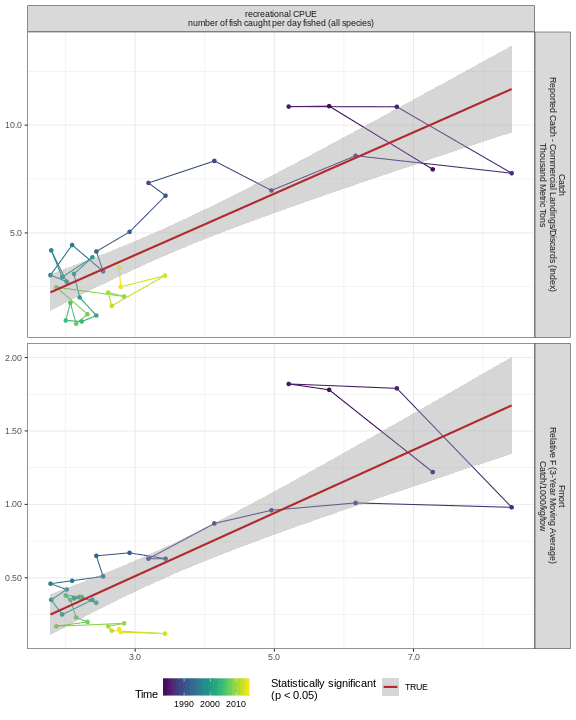 recreational CPUE
number of fish caught per day fished (all species)
10.0
5.0
Catch
Reported Catch - Commercial Landings/Discards (Index)
Thousand Metric Tons
2.00
1.50
1.00
0.50
Fmort
Relative F (3-Year Moving Average)
Catch/1000/kg/tow
3.0
5.0
7.0
Time
1990
2000
2010
Statistically significant
(p < 0.05)
TRUE